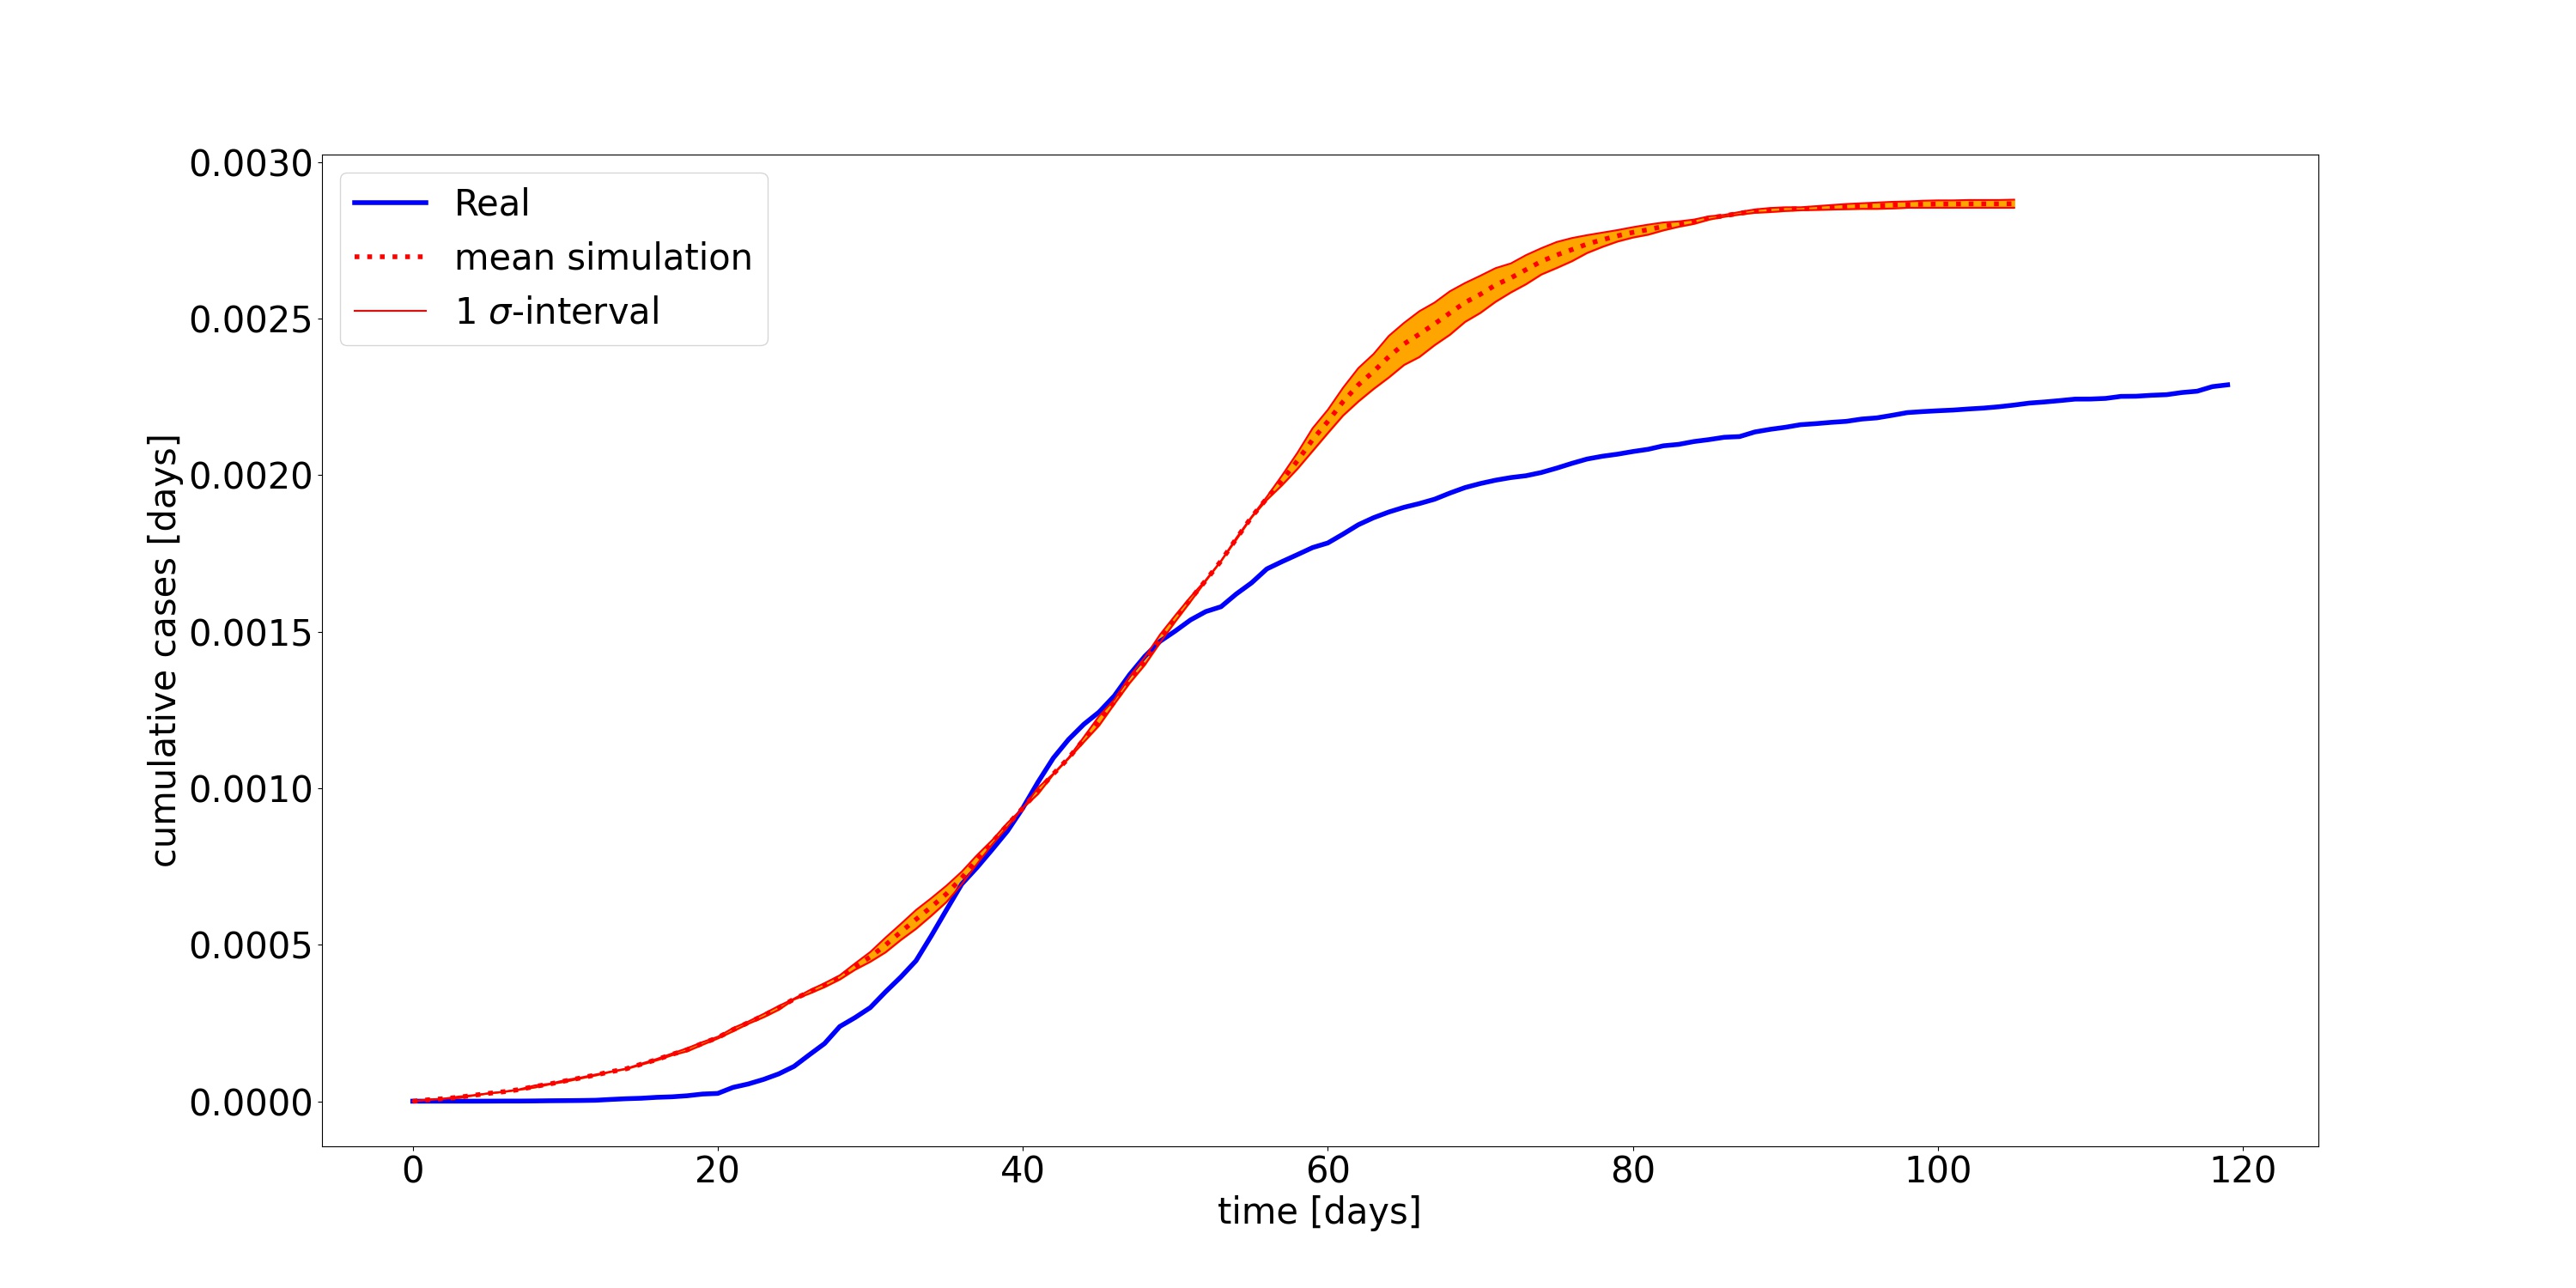 0.0030
0.0025
0.0020
0.0015
0.0010
0.0005
0.0000
cumulative cases [days]
Real
mean simulation
1 σ-interval
0 20 40 60 80 100 120
time [days]